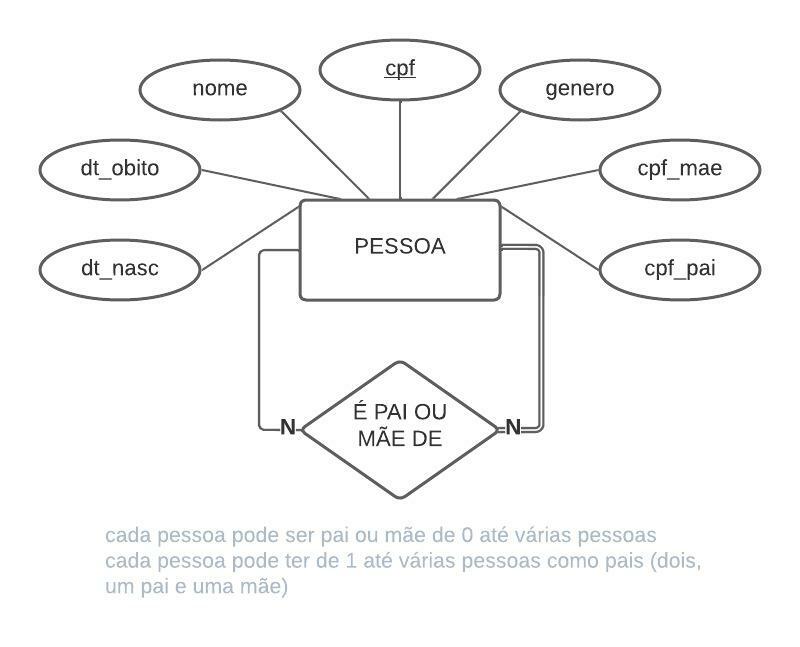 cpf
nome
genero
dt_obito
cpf_mae
PESSOA
dt_nasc
cpf_pai
É PAI OU
N
N
MÃE DE
cada pessoa pode ser pai ou mãe de 0 até várias pessoas
cada pessoa pode ter de 1 até várias pessoas como pais (dois,
um pai e uma mãe)